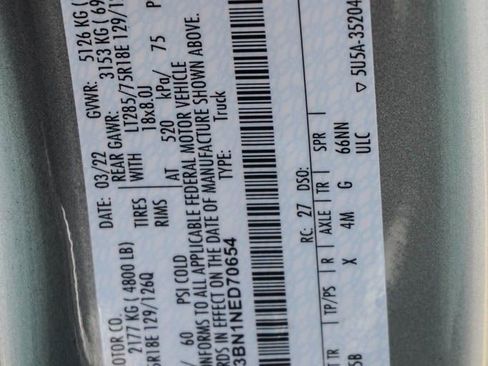 OTOR CO.
DATE: 03/22
GVWR: 5126 KG (
2177 KG ( 4800 LB)
REAR GAWR: 3153 KG (
5R18E 129/126Q
TIRES
WITH
LT285/75R18E 129/
RIMS
18x8.0J
/ 60 PSI COLD
AT 520 kPa/ 75 P
NFORMS TO ALL APPLICABLE FEDERAL MOTOR VEHICLE
RDS IN EFFECT ON THE DATE OF MANUFACTURE SHOWN ABOVE.
3BN1NED70654
TYPE: Truck
RC: 27 DSO:
T TR TP/PS R AXLE TR SPR
5B X 4M G 66NN
ULC
▽ 5U5A-35204